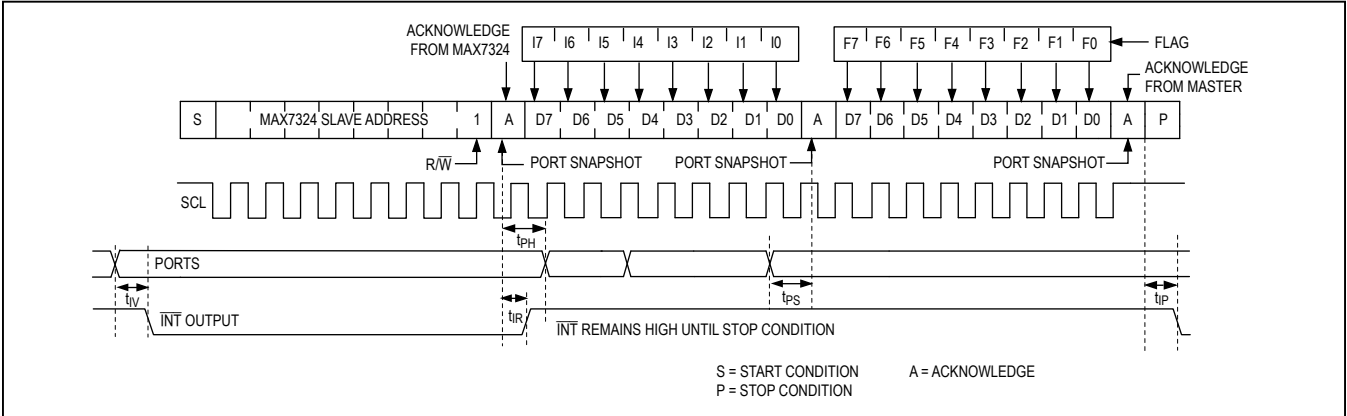 ACKNOWLEDGE
FROM MAX7324
I7 I6 I5 I4 I3 I2 I1 I0
F7 F6 F5 F4 F3 F2 F1 F0
FLAG
ACKNOWLEDGE
FROM MASTER
S MAX7324 SLAVE ADDRESS 1 A D7 D6 D5 D4 D3 D2 D1 D0 A D7 D6 D5 D4 D3 D2 D1 D0 A P
R/W PORT SNAPSHOT PORT SNAPSHOT PORT SNAPSHOT
SCL
tPH
PORTS
tIV tPS tIP
INT OUTPUT tIR INT REMAINS HIGH UNTIL STOP CONDITION
S = START CONDITION A = ACKNOWLEDGE
P = STOP CONDITION